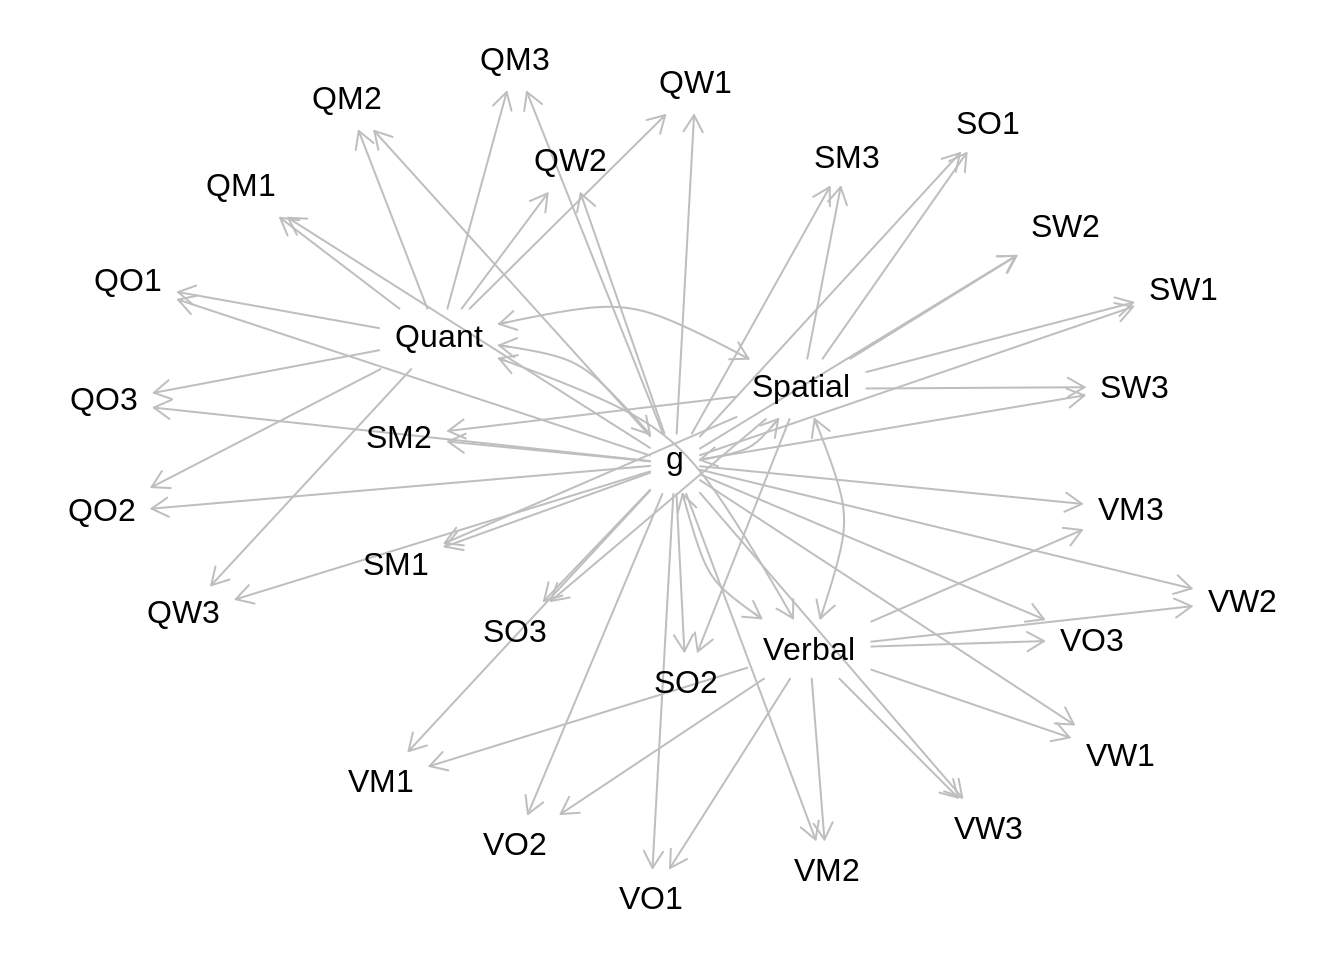 QM3
QW1
QM2
SO1
SM3
QW2
QM1
SW2
QO1
SW1
Quant
Spatial
SW3
QO3
SM2
g
QO2
VM3
SM1
VW2
QW3
SO3
VO3
Verbal
SO2
VW1
VM1
VW3
VO2
VM2
VO1